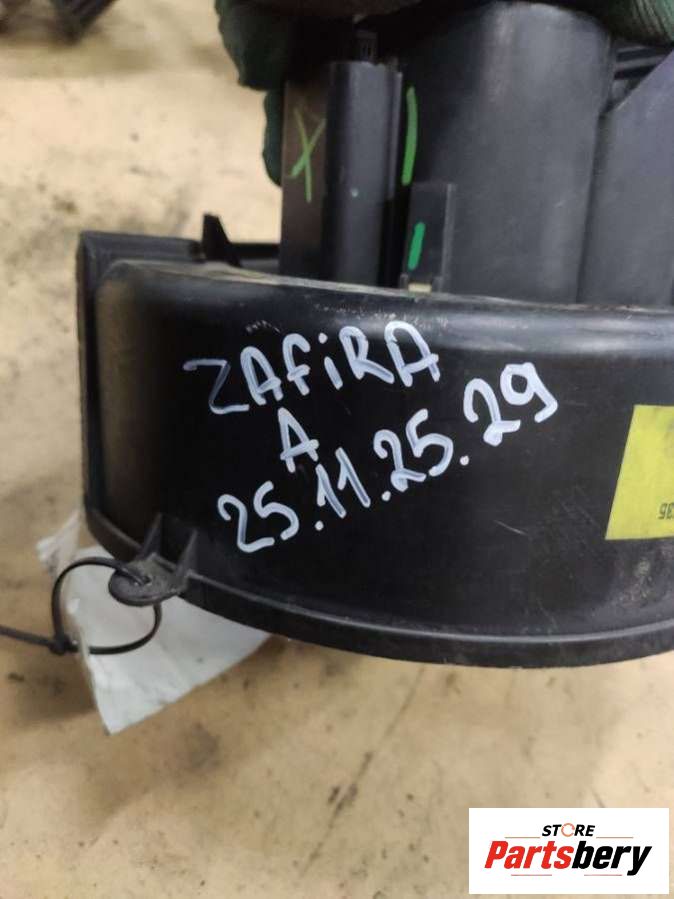 X
ZAFiRA
A
25.11.25.29
STORE
Partsbery